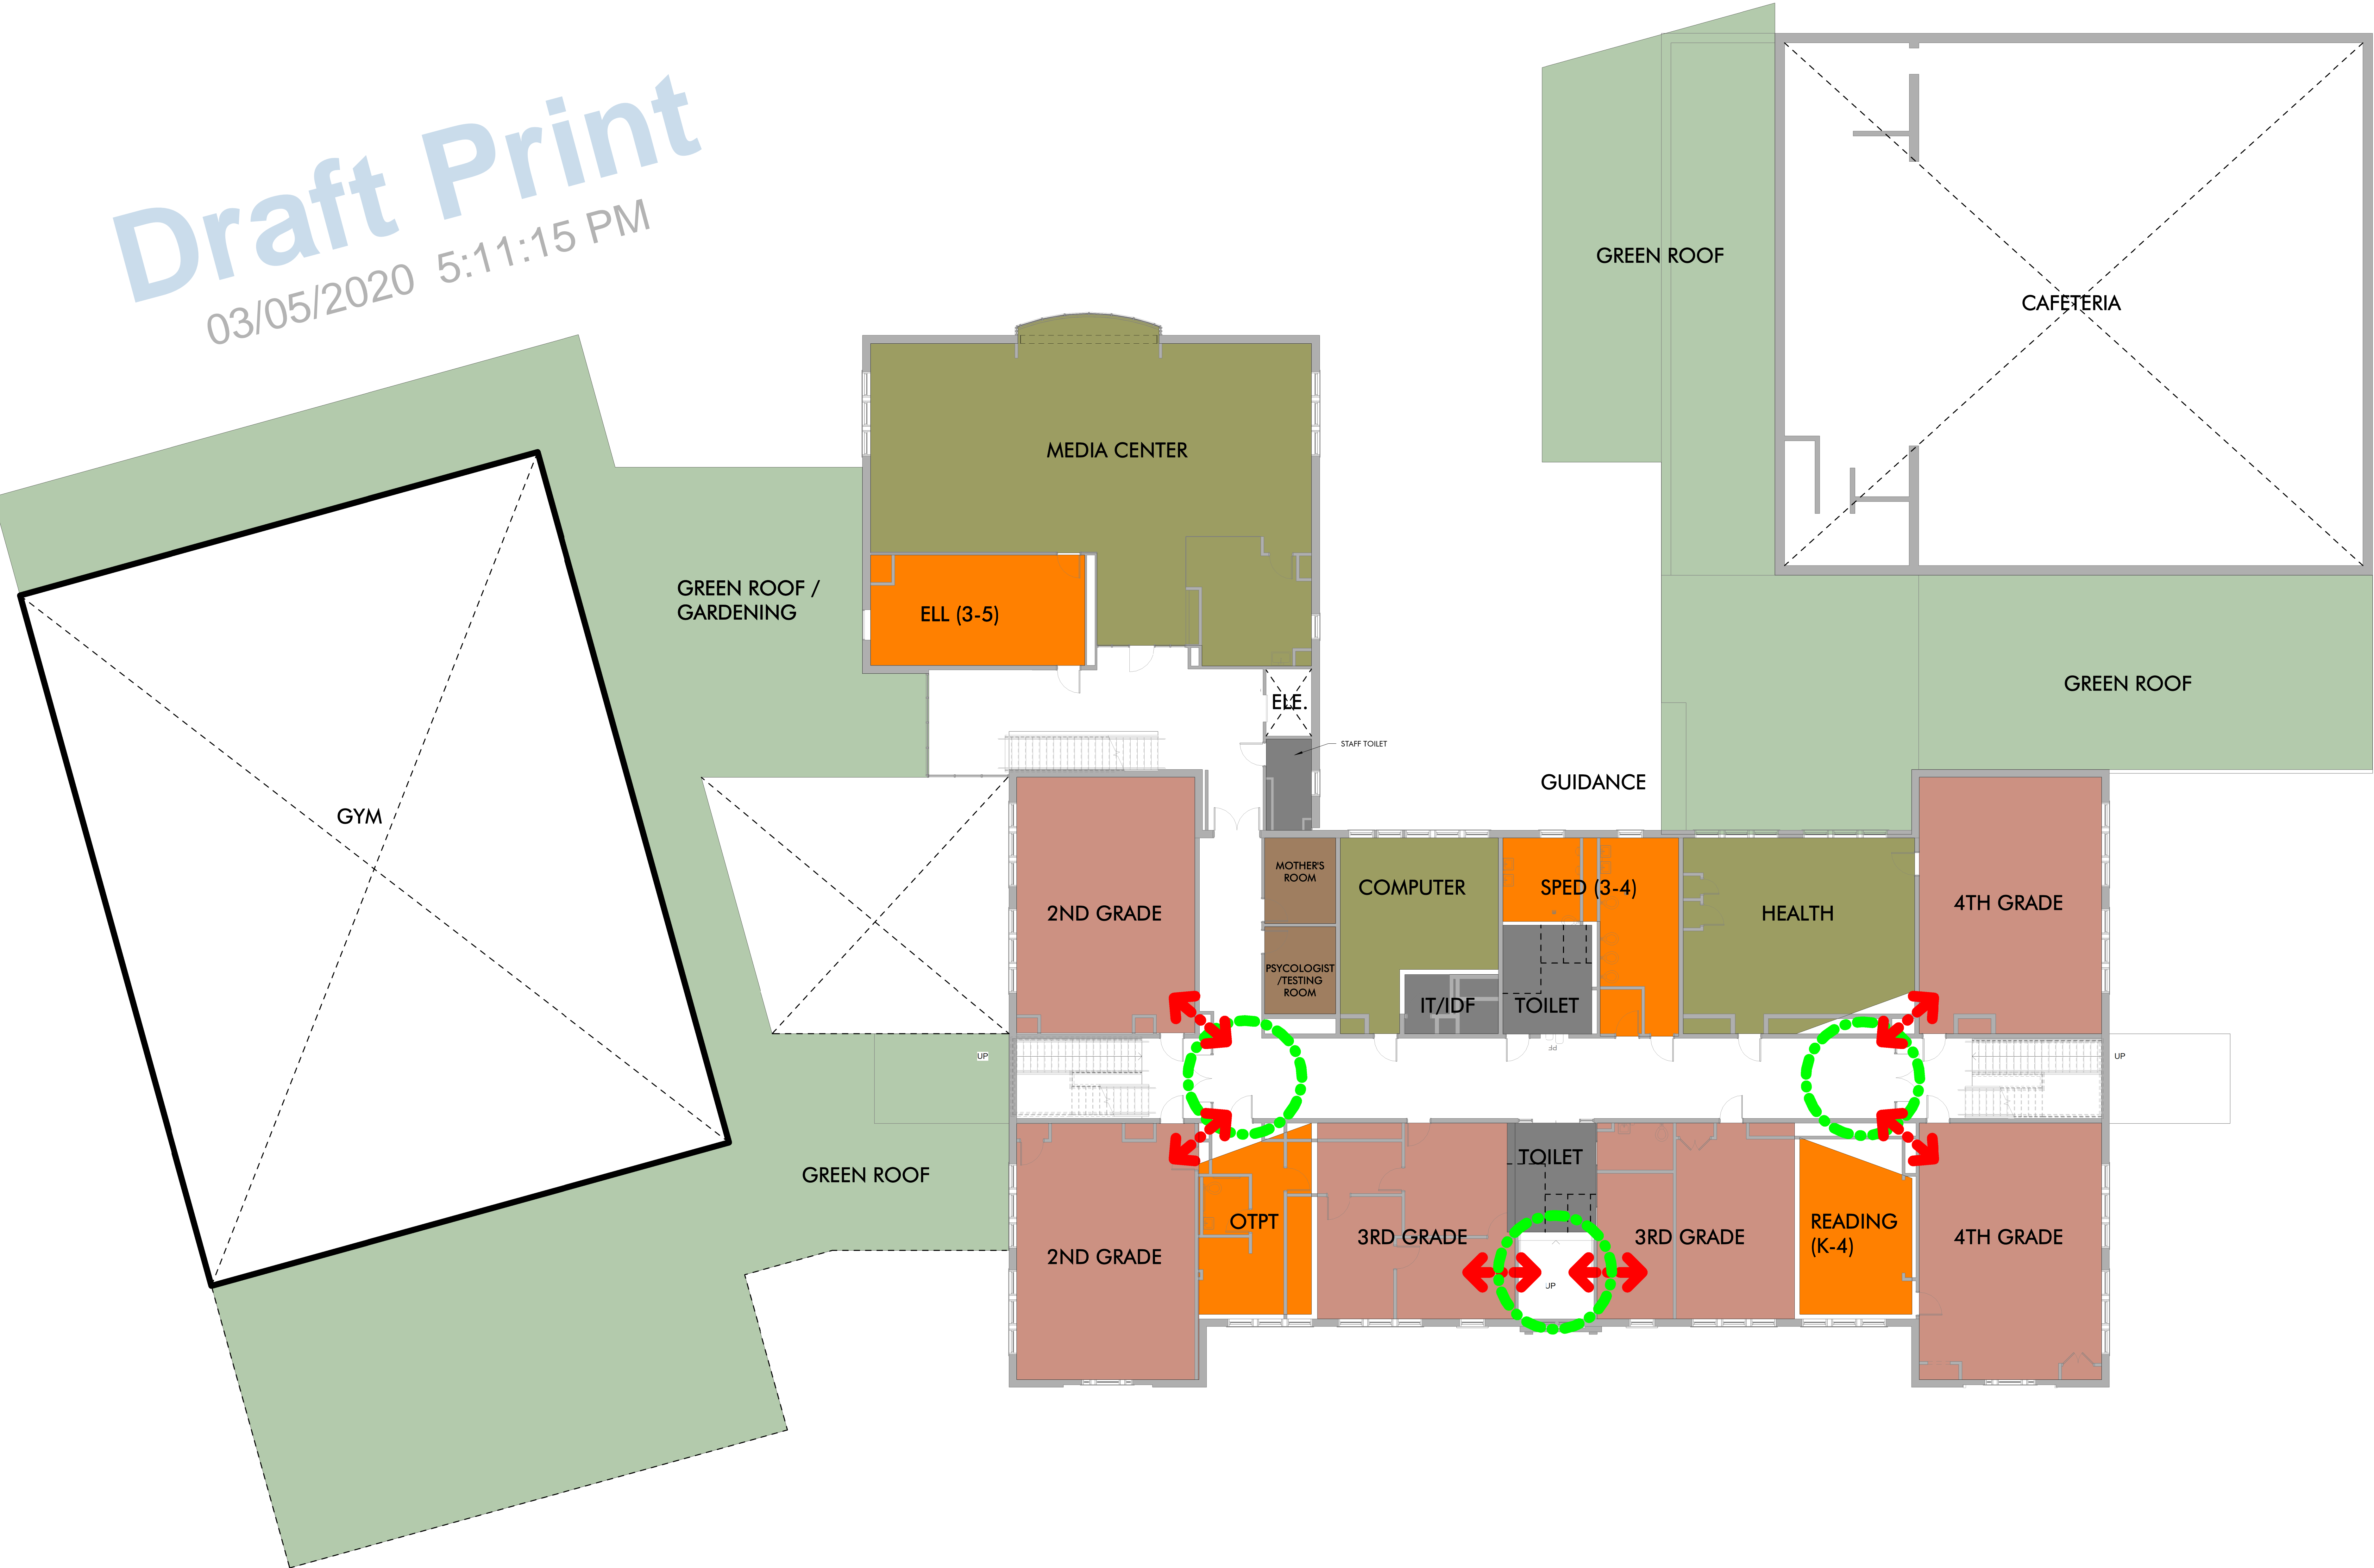 Draft Print
03/05/2020 5:11:15 PM
GREEN ROOF
CAFETERIA
MEDIA CENTER
GREEN ROOF /
GARDENING
ELL (3-5)
GREEN ROOF
ELE.
STAFF TOILET
GUIDANCE
GYM
MOTHER'S
ROOM
COMPUTER
SPED (3-4)
HEALTH
4TH GRADE
2ND GRADE
PSYCOLOGIST
/TESTING
ROOM
IT/IDF
TOILET
UP
UP
GREEN ROOF
TOILET
OTPT
3RD GRADE
3RD GRADE
READING
(K-4)
4TH GRADE
2ND GRADE
UP